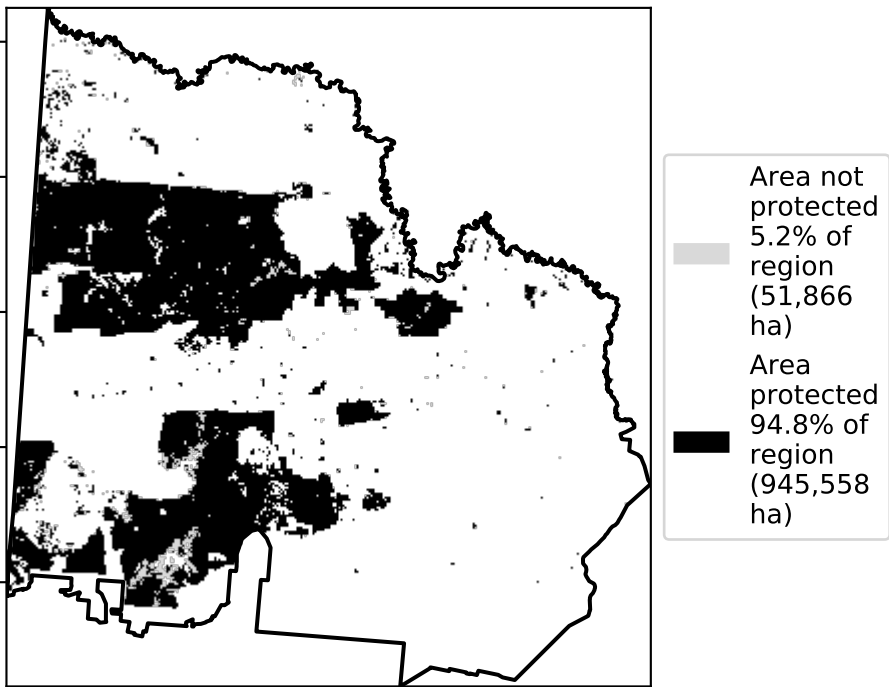 Area not
protected
5.2% of
region
(51,866
ha)
Area
protected
94.8% of
region
(945,558
ha)